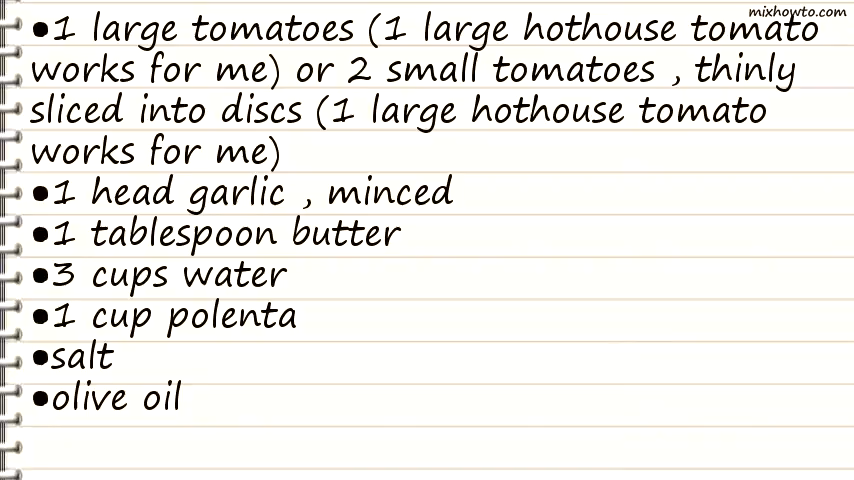 mixhowto.com
•1 large tomatoes (1 large hothouse tomato
works for me) or 2 small tomatoes , thinly
sliced into discs (1 large hothouse tomato
works for me)
•1 head garlic , minced
•1 tablespoon butter
•3 cups water
•1 cup polenta
•salt
•olive oil